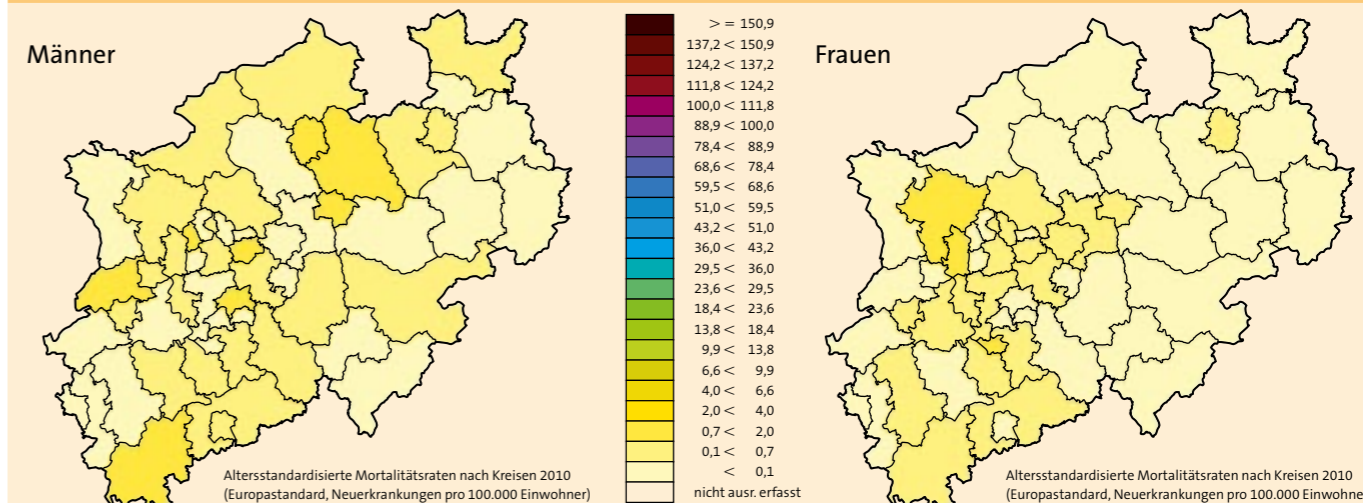 Männer
Frauen
> = 150,9
137,2 < 150,9
124,2 < 137,2
111,8 < 124,2
100,0 < 111,8
88,9 < 100,0
78,4 < 88,9
68,6 < 78,4
59,5 < 68,6
51,0 < 59,5
43,2 < 51,0
36,0 < 43,2
29,5 < 36,0
23,6 < 29,5
18,4 < 23,6
13,8 < 18,4
9,9 < 13,8
6,6 < 9,9
4,0 < 6,6
2,0 < 4,0
0,7 < 2,0
0,1 < 0,7
< 0,1
nicht ausr. erfasst
Altersstandardisierte Mortalitätsraten nach Kreisen 2010
(Europastandard, Neuerkrankungen pro 100.000 Einwohner)
Altersstandardisierte Mortalitätsraten nach Kreisen 2010
(Europastandard, Neuerkrankungen pro 100.000 Einwohne